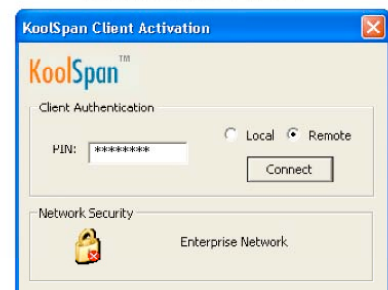 KoolSpan Client Activation
KoolSpan™
Client Authentication
Local Remote
PIN: ********
Connect
Network Security
Enterprise Network